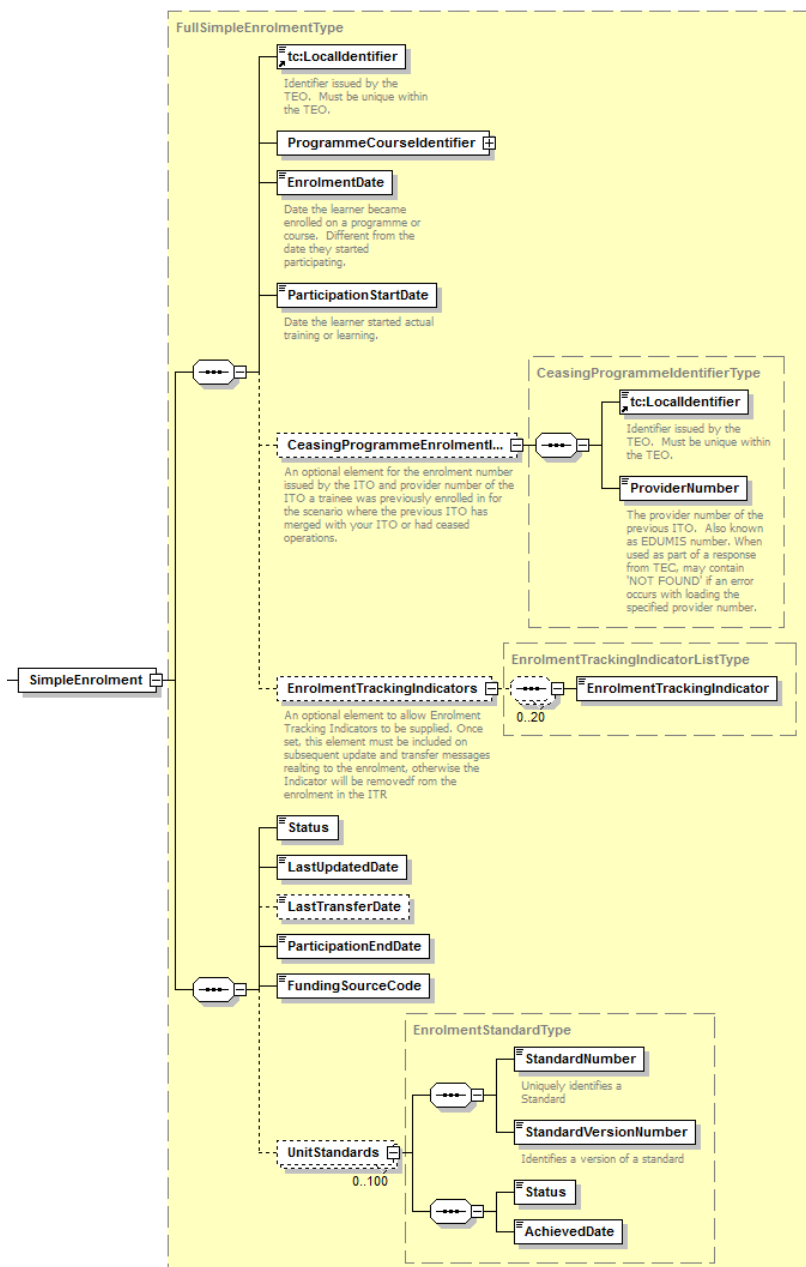 FullSimpleEnrolmentType
tc:LocalIdentifier
Identifier issued by the
TEO.  Must be unique within
the TEO.
ProgrammeCourseIdentifier
EnrolmentDate
Date the learner became
enrolled on a programme or
course.  Different from the
date they started
participating.
ParticipationStartDate
Date the learner started actual
training or learning.
CeasingProgrammeEnrolmentI...
An optional element for the enrolment number
issued by the ITO and provider number of the
ITO a trainee was previously enrolled in for
the scenario where the previous ITO has
merged with your ITO or had ceased
operations.
CeasingProgrammeIdentifierType
tc:LocalIdentifier
Identifier issued by the
TEO.  Must be unique within
the TEO.
ProviderNumber
The provider number of the
previous ITO.  Also known
as EDUMIS number. When
used as part of a response
from TEC, may contain
'NOT FOUND' if an error
occurs with loading the
specified provider number.
SimpleEnrolment
EnrolmentTrackingIndicators
An optional element to allow Enrolment
Tracking Indicators to be supplied. Once
set, this element must be included on
subsequent update and transfer messages
realting to the enrolment, otherwise the
Indicator will be removedf rom the
enrolment in the ITR
EnrolmentTrackingIndicatorListType
0..20
EnrolmentTrackingIndicator
Status
LastUpdatedDate
LastTransferDate
ParticipationEndDate
FundingSourceCode
UnitStandards
0..100
EnrolmentStandardType
StandardNumber
Uniquely identifies a
Standard
StandardVersionNumber
Identifies a version of a standard
Status
AchievedDate